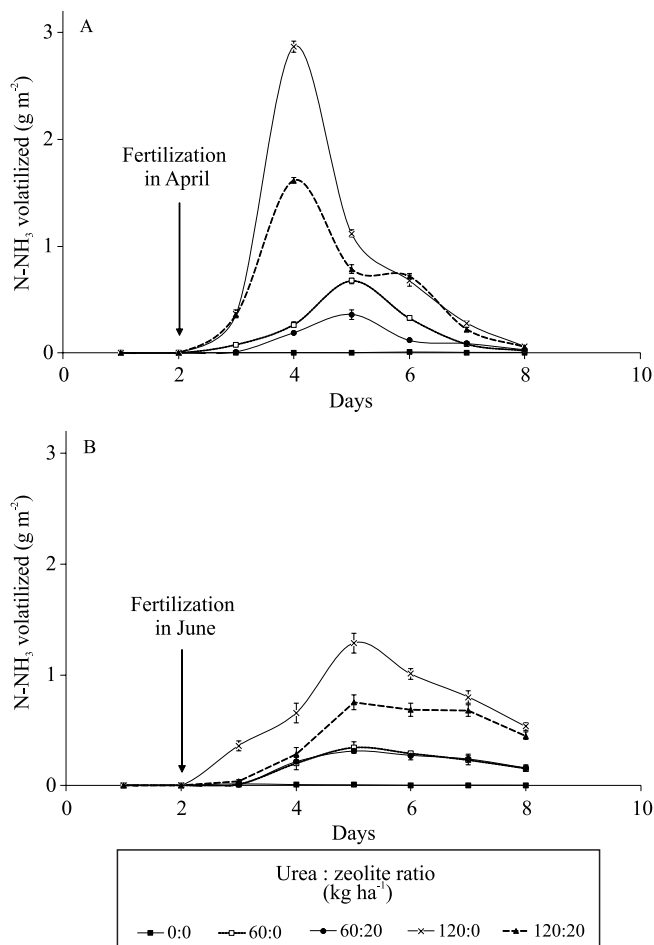 A
3
2
1
0
N-NH₃ volatilized (g m⁻²)
Fertilization
in April
0 2 4 6 8 10
Days
B
3
2
1
0
N-NH₃ volatilized (g m⁻²)
Fertilization
in June
0 2 4 6 8 10
Days
Urea : zeolite ratio
(kg ha⁻¹)
0:0 60:0 60:20 120:0 120:20